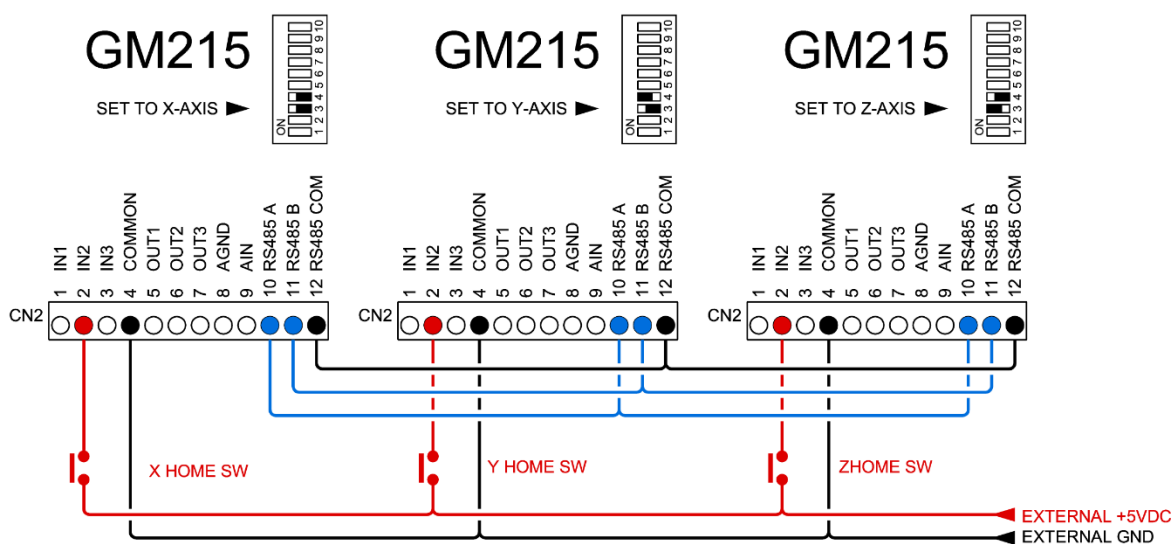 GM215
SET TO X-AXIS
ON
1 2 3 4 5 6 7 8 9 10
GM215
SET TO Y-AXIS
ON
1 2 3 4 5 6 7 8 9 10
GM215
SET TO Z-AXIS
ON
1 2 3 4 5 6 7 8 9 10
CN2
1 IN1
2 IN2
3 IN3
4 COMMON
5 OUT1
6 OUT2
7 OUT3
8 AGND
9 AIN
10 RS485 A
11 RS485 B
12 RS485 COM
CN2
1 IN1
2 IN2
3 IN3
4 COMMON
5 OUT1
6 OUT2
7 OUT3
8 AGND
9 AIN
10 RS485 A
11 RS485 B
12 RS485 COM
CN2
1 IN1
2 IN2
3 IN3
4 COMMON
5 OUT1
6 OUT2
7 OUT3
8 AGND
9 AIN
10 RS485 A
11 RS485 B
12 RS485 COM
X HOME SW
Y HOME SW
ZHOME SW
EXTERNAL +5VDC
EXTERNAL GND